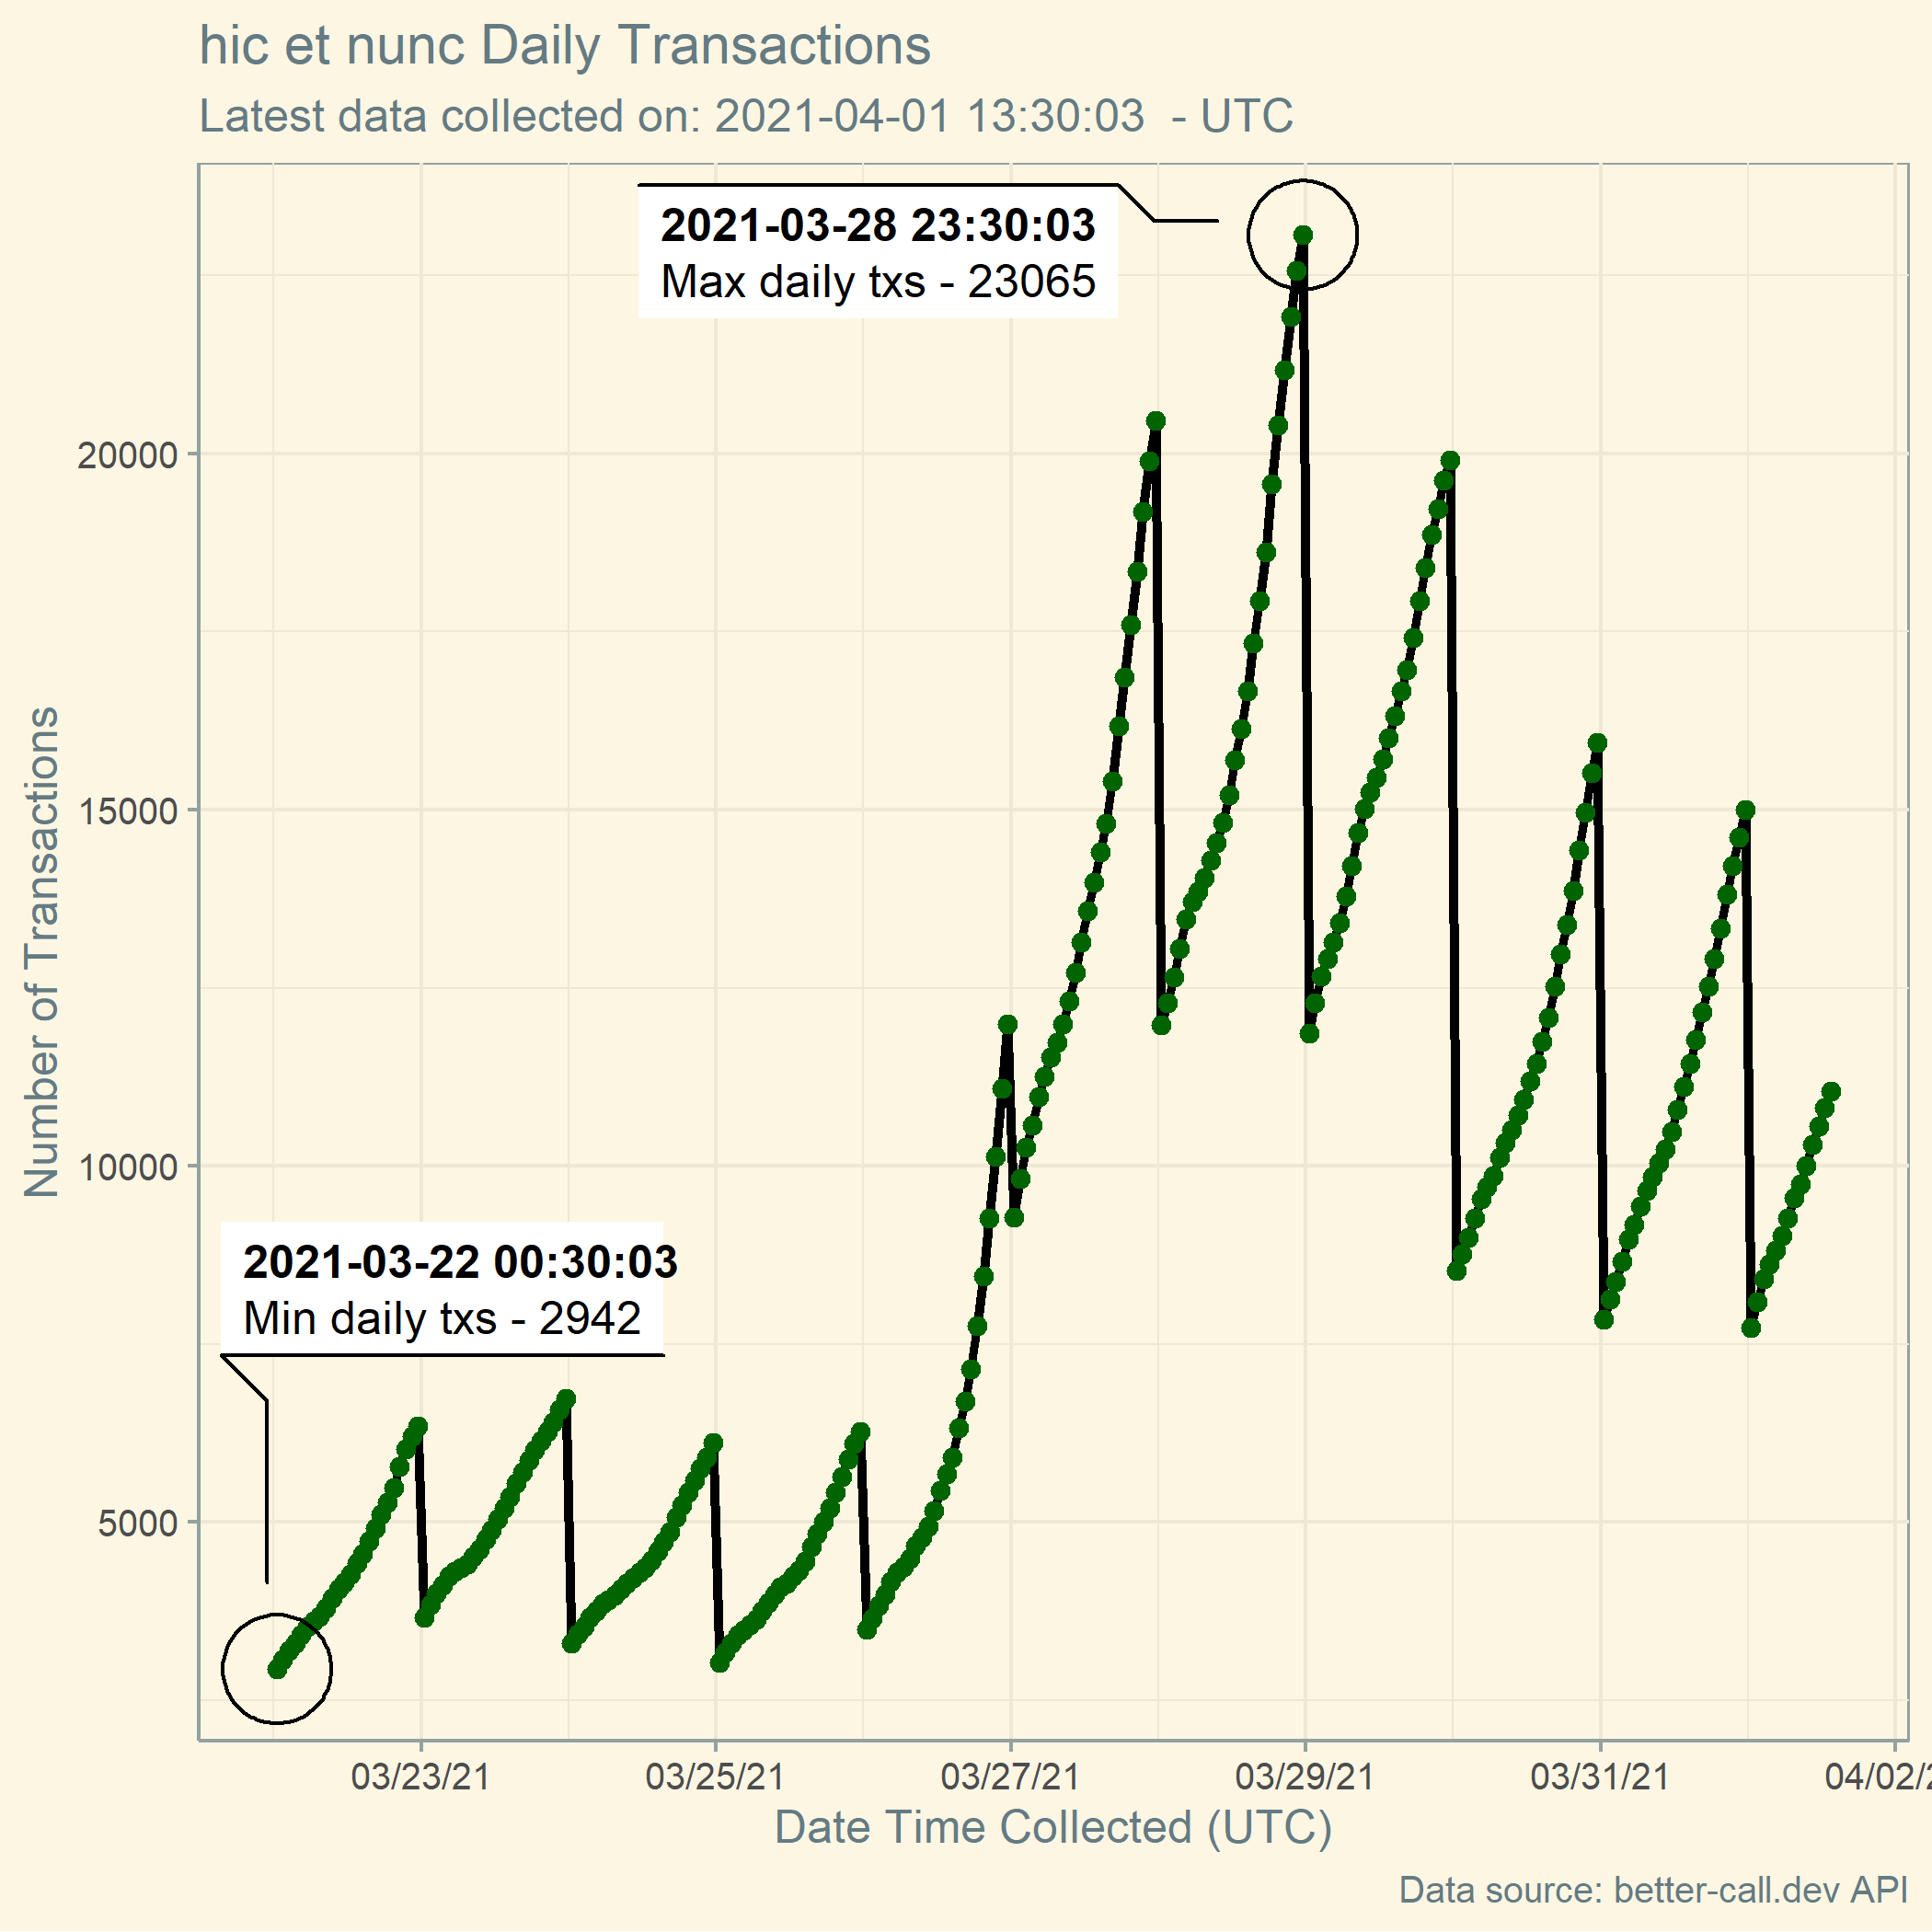 hic et nunc Daily Transactions
Latest data collected on: 2021-04-01 13:30:03 - UTC
2021-03-28 23:30:03
Max daily txs - 23065
20000
15000
10000
5000
Number of Transactions
2021-03-22 00:30:03
Min daily txs - 2942
03/23/21 03/25/21 03/27/21 03/29/21 03/31/21 04/02/2
Date Time Collected (UTC)
Data source: better-call.dev API